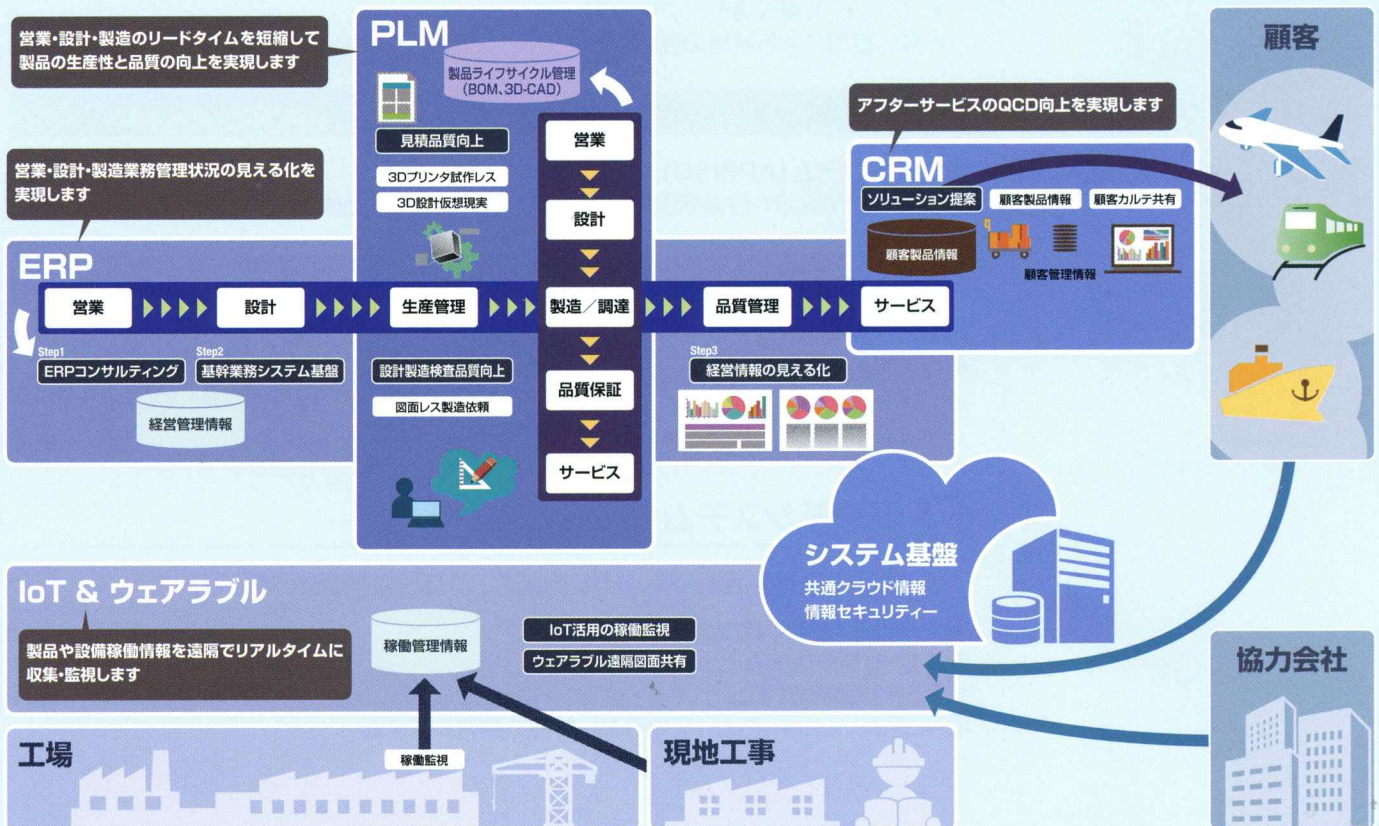 営業・設計・製造のリードタイムを短縮して
製品の生産性と品質の向上を実現します
営業・設計・製造業務管理状況の見える化を
実現します
PLM
製品ライフサイクル管理
(BOM、3D-CAD)
見積品質向上
3Dプリンタ試作レス
3D設計仮想現実
営業
設計
アフターサービスのQCD向上を実現します
CRM
ソリューション提案
顧客製品情報
顧客カルテ共有
顧客製品情報
顧客管理情報
顧客
ERP
営業
設計
生産管理
製造/調達
品質管理
サービス
Step1
ERPコンサルティング
Step2
基幹業務システム基盤
経営管理情報
設計製造検査品質向上
図面レス製造依頼
品質保証
サービス
Step3
経営情報の見える化
システム基盤
共通クラウド情報
情報セキュリティー
IoT & ウェアラブル
製品や設備稼働情報を遠隔でリアルタイムに
収集・監視します
稼働管理情報
IoT活用の稼働監視
ウェアラブル遠隔図面共有
協力会社
工場
稼働監視
現地工事